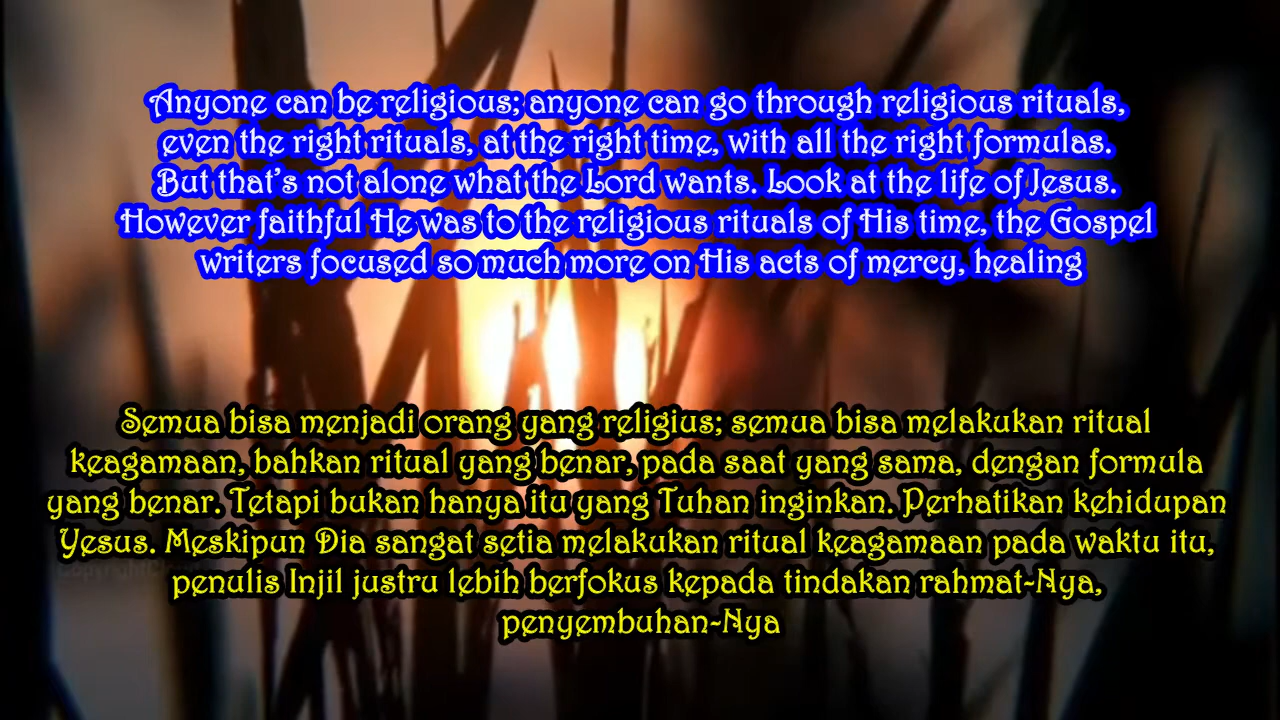 Anyone can be religious; anyone can go through religious rituals,
even the right rituals, at the right time, with all the right formulas.
But that's not alone what the Lord wants. Look at the life of Jesus.
However faithful He was to the religious rituals of His time, the Gospel
writers focused so much more on His acts of mercy, healing
Semua bisa menjadi orang yang religius; semua bisa melakukan ritual
keagamaan, bahkan ritual yang benar, pada saat yang sama, dengan formula
yang benar. Tetapi bukan hanya itu yang Tuhan inginkan. Perhatikan kehidupan
Yesus. Meskipun Dia sangat setia melakukan ritual keagamaan pada waktu itu,
penulis Injil justru lebih berfokus kepada tindakan rahmat-Nya,
penyembuhan-Nya